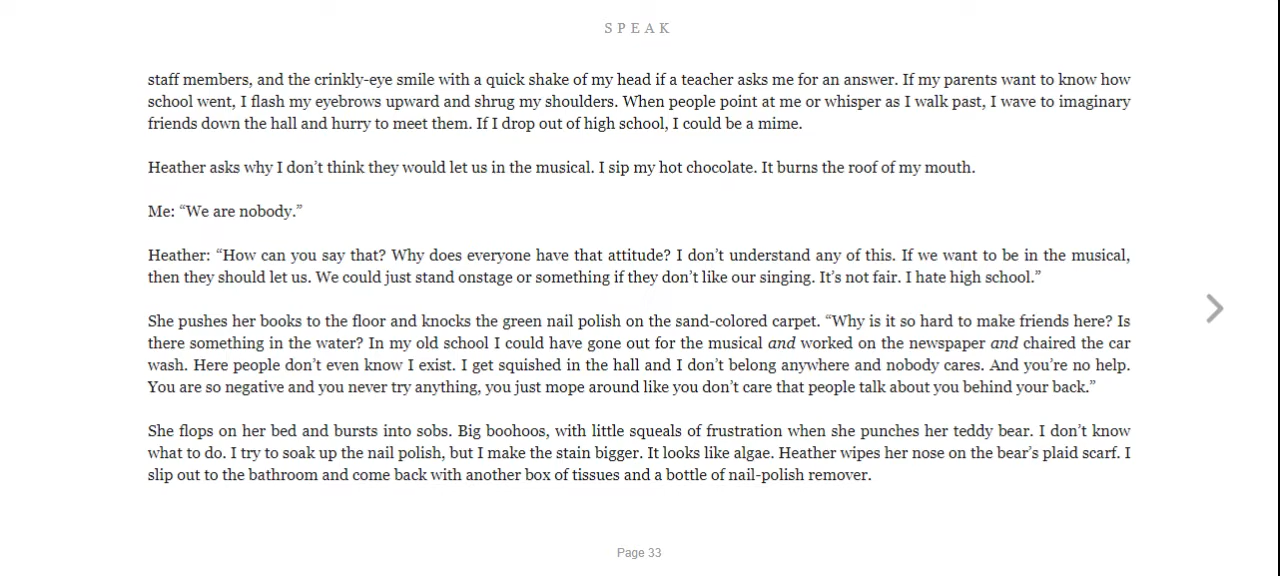 SPEAK
staff members, and the crinkly-eye smile with a quick shake of my head if a teacher asks me for an answer. If my parents want to know how
school went, I flash my eyebrows upward and shrug my shoulders. When people point at me or whisper as I walk past, I wave to imaginary
friends down the hall and hurry to meet them. If I drop out of high school, I could be a mime.
Heather asks why I don’t think they would let us in the musical. I sip my hot chocolate. It burns the roof of my mouth.
Me: “We are nobody.”
Heather: “How can you say that? Why does everyone have that attitude? I don’t understand any of this. If we want to be in the musical,
then they should let us. We could just stand onstage or something if they don’t like our singing. It’s not fair. I hate high school.”
She pushes her books to the floor and knocks the green nail polish on the sand-colored carpet. “Why is it so hard to make friends here? Is
there something in the water? In my old school I could have gone out for the musical and worked on the newspaper and chaired the car
wash. Here people don’t even know I exist. I get squished in the hall and I don’t belong anywhere and nobody cares. And you’re no help.
You are so negative and you never try anything, you just mope around like you don’t care that people talk about you behind your back.”
She flops on her bed and bursts into sobs. Big boohoos, with little squeals of frustration when she punches her teddy bear. I don’t know
what to do. I try to soak up the nail polish, but I make the stain bigger. It looks like algae. Heather wipes her nose on the bear’s plaid scarf. I
slip out to the bathroom and come back with another box of tissues and a bottle of nail-polish remover.
Page 33